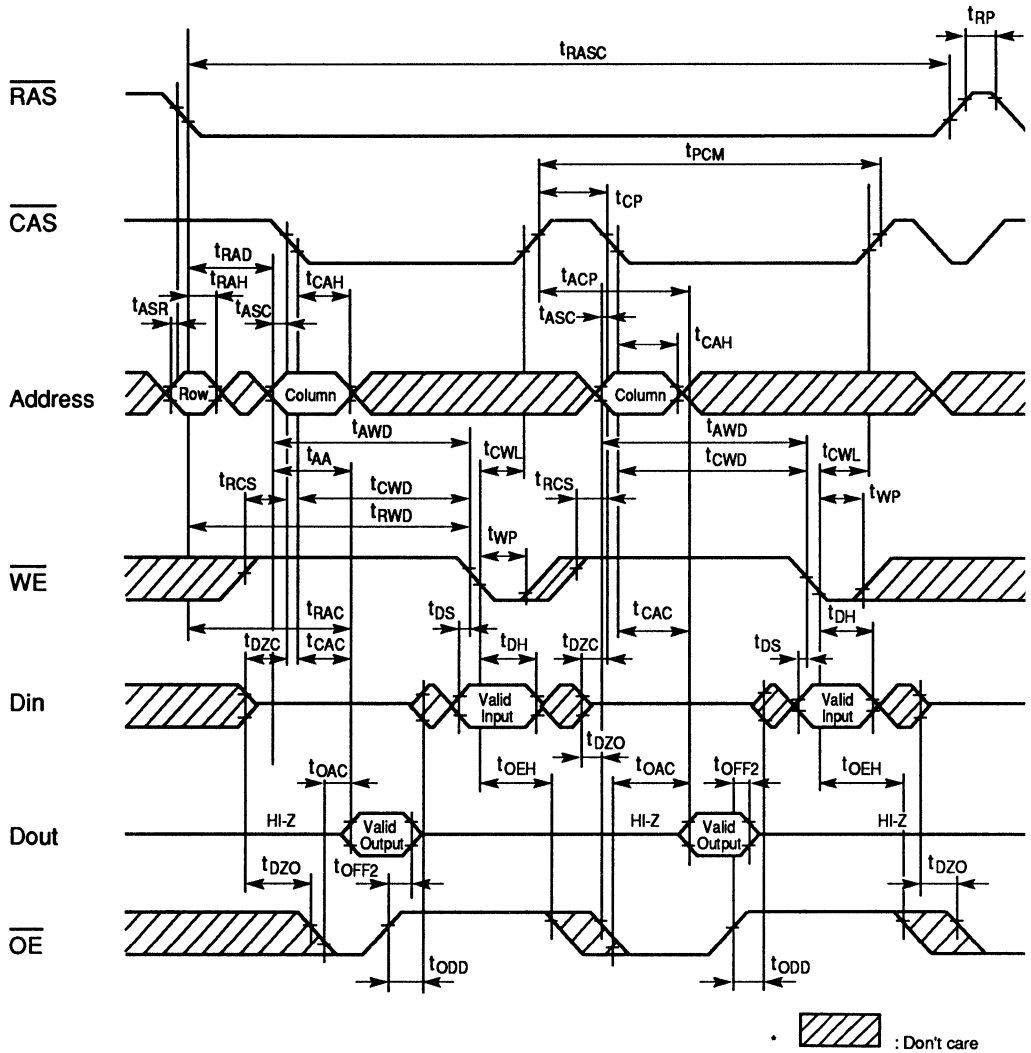 tRP
tRASC
RAS
tPCM
tCP
CAS
tRAD
tRAH
tCAH
tACP
tASR
tASC
tASC
tCAH
Address
Row
Column
Column
tAWD
tAWD
tAA
tCWL
tCWL
tRCS
tCWD
tRCS
tCWD
tRWD
tWP
tWP
WE
tRAC
tDS
tCAC
tDH
tDZC
tCAC
tDH
tDZC
tDS
Din
Valid
Input
Valid
Input
tDZO
tOAC
tOEH
tOAC
tOFF2
tOEH
Dout
HI-Z
Valid
Output
HI-Z
Valid
Output
HI-Z
tDZO
tOFF2
tDZO
OE
tODD
tODD
* : Don't care